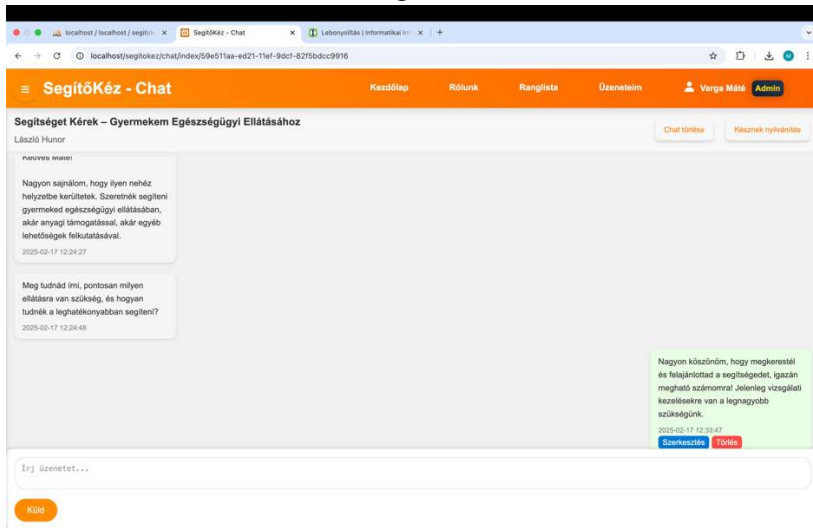 localhost / localhost / segitok
SegítőKéz - Chat
Lebonyolítás | Informatikai
localhost/segitokez/chat/index/59e511aa-ed21-11ef-9dcf-82f5bdcc9916
SegítőKéz - Chat
Kezdőlap
Rólunk
Ranglista
Üzeneteim
Varga Máté
Admin
Segítséget Kérek – Gyermekem Egészségügyi Ellátásához
László Hunor
Chat törlése
Késznek nyilvánítás
Kedves Máté!
Nagyon sajnálom, hogy ilyen nehéz
helyzetbe kerültetek. Szeretnék segíteni
gyermeked egészségügyi ellátásában,
akár anyagi támogatással, akár egyéb
lehetőségek felkutatásával.
2025-02-17 12:24:27
Meg tudnád írni, pontosan milyen
ellátásra van szükség, és hogyan
tudnék a leghatékonyabban segíteni?
2025-02-17 12:24:48
Nagyon köszönöm, hogy megkerestél
és felajánlottad a segítségedet, igazán
megható számomra! Jelenleg vizsgálati
kezelésekre van a legnagyobb
szükségünk.
2025-02-17 12:33:47
Szerkesztés
Törlés
Írj üzenetet...
Küld